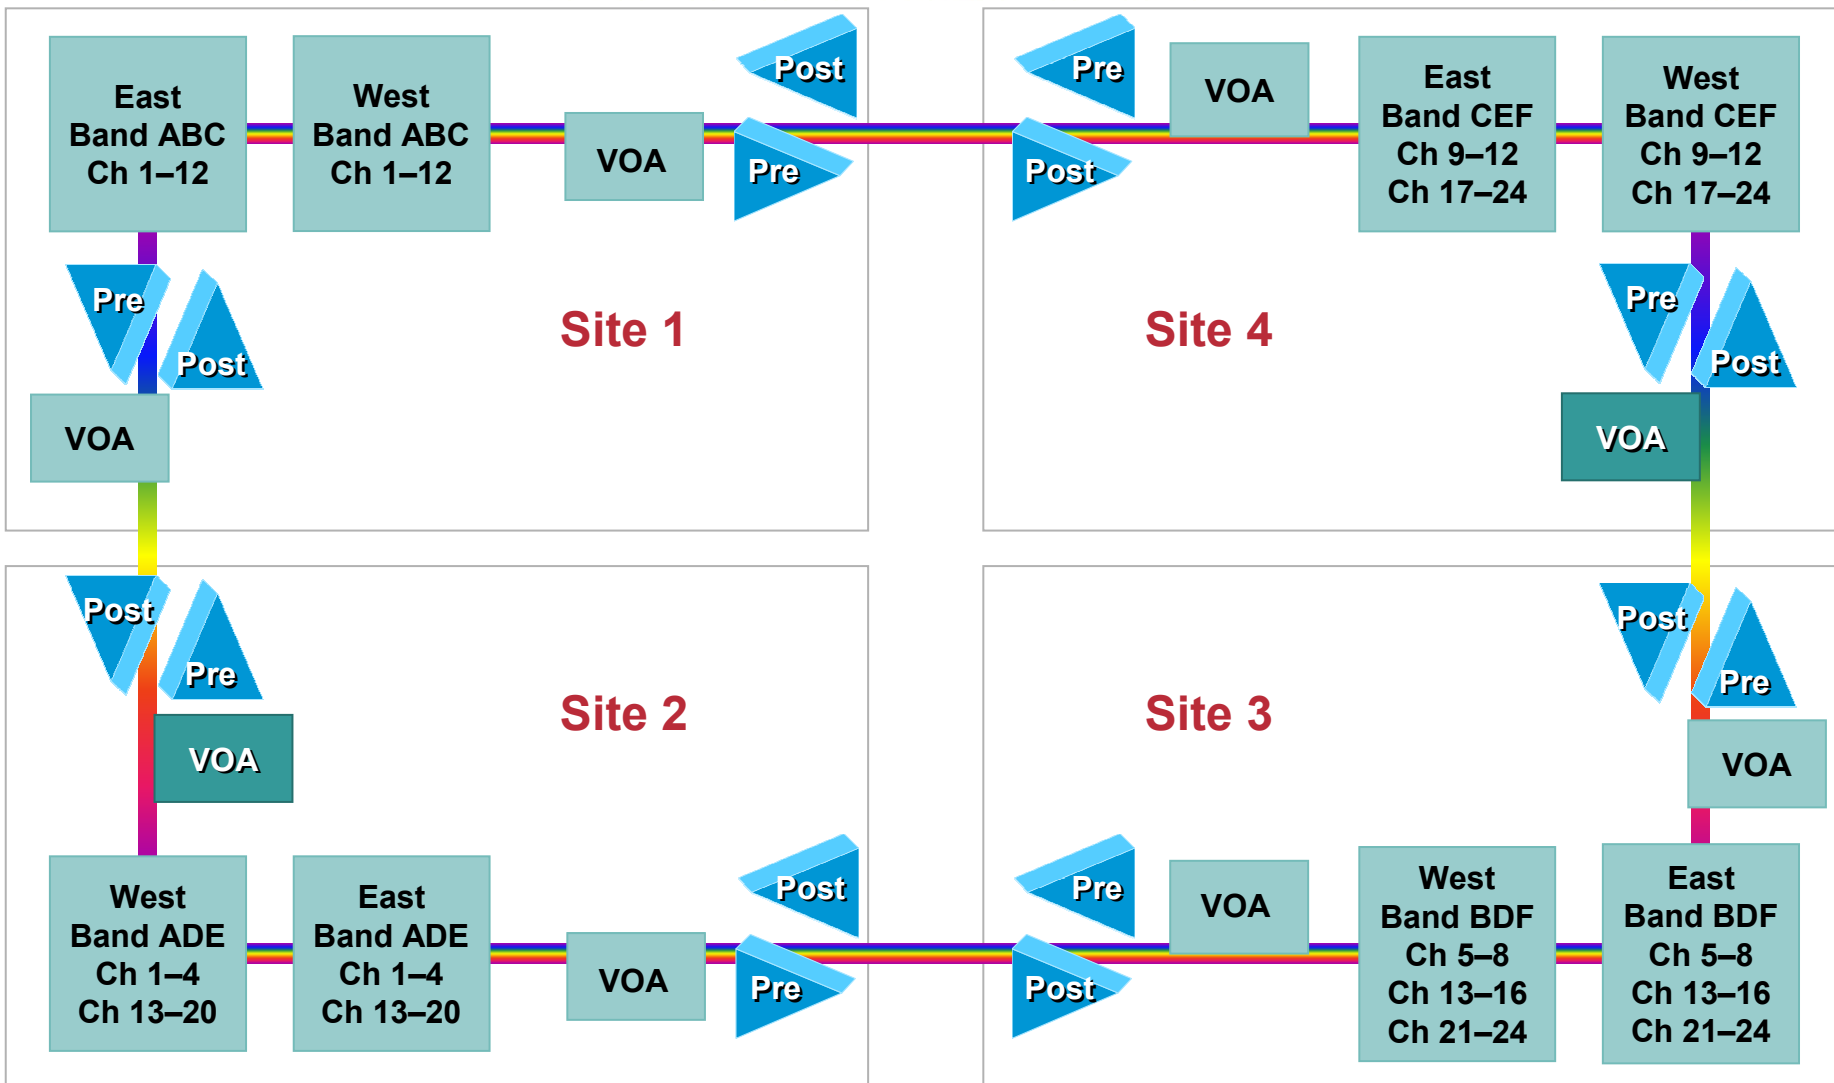 East
Band ABC
Ch 1–12
West
Band ABC
Ch 1–12
VOA
Post
Pre
Pre
Post
VOA
Site 1
Pre
Post
VOA
East
Band CEF
Ch 9–12
Ch 17–24
West
Band CEF
Ch 9–12
Ch 17–24
Site 4
Pre
Post
VOA
Post
Pre
VOA
Site 2
West
Band ADE
Ch 1–4
Ch 13–20
East
Band ADE
Ch 1–4
Ch 13–20
VOA
Post
Pre
Site 3
Post
Pre
VOA
Pre
Post
VOA
West
Band BDF
Ch 5–8
Ch 13–16
Ch 21–24
East
Band BDF
Ch 5–8
Ch 13–16
Ch 21–24